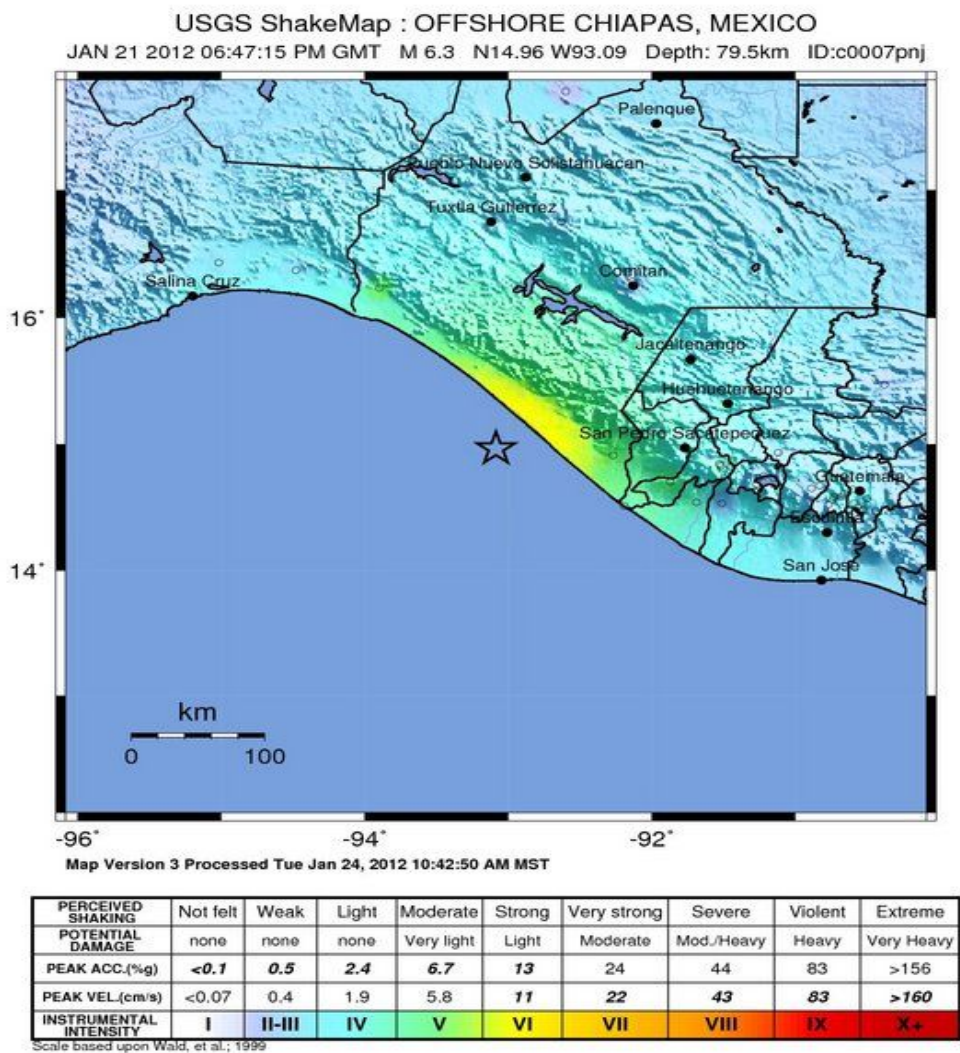 USGS ShakeMap : OFFSHORE CHIAPAS, MEXICO
JAN 21 2012 06:47:15 PM GMT M 6.3 N14.96 W93.09 Depth: 79.5km ID:c0007pnj
Palenque
Pueblo Nuevo Solistahuacan
Tuxtla Gutierrez
Comitan
Salina Cruz
16˚
Jacaltenango
Huehuetenango
San Pedro Sacatepequez
Guatemala
Escuintla
San Jose
14˚
km
0 100
-96˚ -94˚ -92˚
Map Version 3 Processed Tue Jan 24, 2012 10:42:50 AM MST
PERCEIVED SHAKING Not felt Weak Light Moderate Strong Very strong Severe Violent Extreme
POTENTIAL DAMAGE none none none Very light Light Moderate Mod./Heavy Heavy Very Heavy
PEAK ACC.(%g) <0.1 0.5 2.4 6.7 13 24 44 83 >156
PEAK VEL.(cm/s) <0.07 0.4 1.9 5.8 11 22 43 83 >160
INSTRUMENTAL INTENSITY I II-III IV V VI VII VIII IX X+
Scale based upon Wald, et al.; 1999